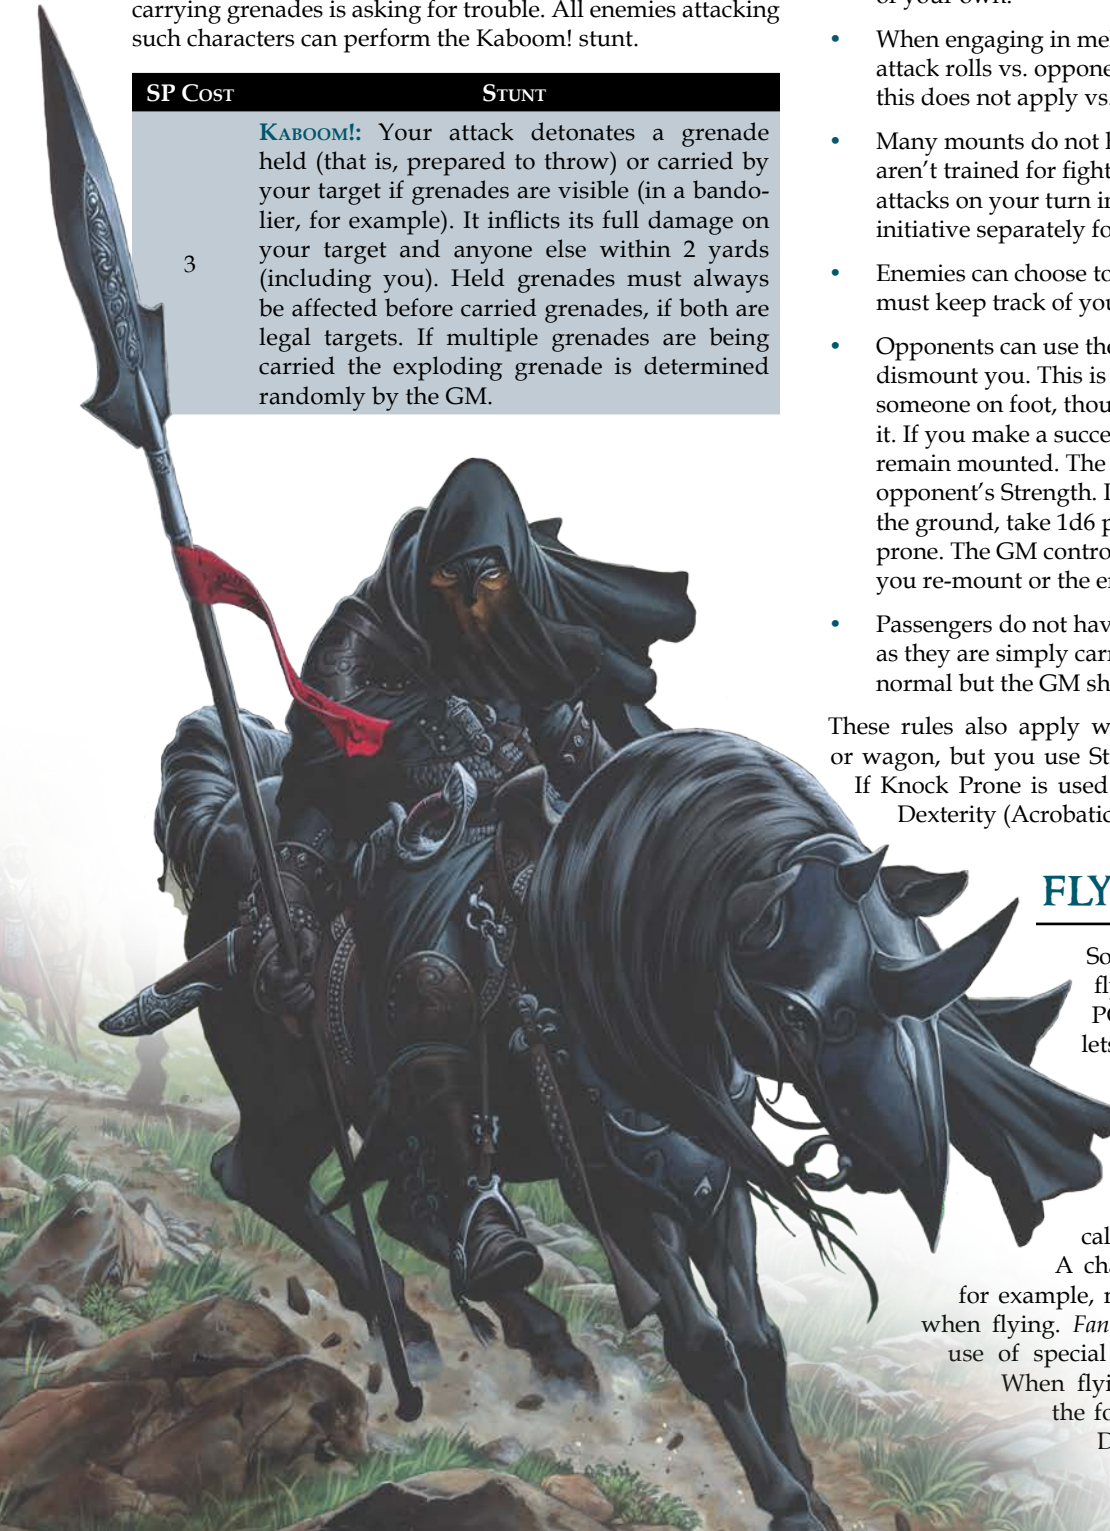 carrying grenades is asking for trouble. All enemies attacking
such characters can perform the Kaboom! stunt.
SP Cost Stunt
3
Kaboom!: Your attack detonates a grenade
held (that is, prepared to throw) or carried by
your target if grenades are visible (in a bando-
lier, for example). It inflicts its full damage on
your target and anyone else within 2 yards
(including you). Held grenades must always
be affected before carried grenades, if both are
legal targets. If multiple grenades are being
carried the exploding grenade is determined
randomly by the GM.
of your own.
• When engaging in me
attack rolls vs. oppone
this does not apply vs.
• Many mounts do not
aren't trained for fight
attacks on your turn in
initiative separately fo
• Enemies can choose to
must keep track of you
• Opponents can use the
dismount you. This is
someone on foot, thou
it. If you make a succe
remain mounted. The
opponent's Strength. I
the ground, take 1d6 p
prone. The GM contro
you re-mount or the e
• Passengers do not hav
as they are simply carr
normal but the GM sh
These rules also apply w
or wagon, but you use St
If Knock Prone is used
Dexterity (Acrobatic
FLY
So
fl
PC
lets
cal
A cha
for example, r
when flying. Fan
use of special
When flyi
the fo
D